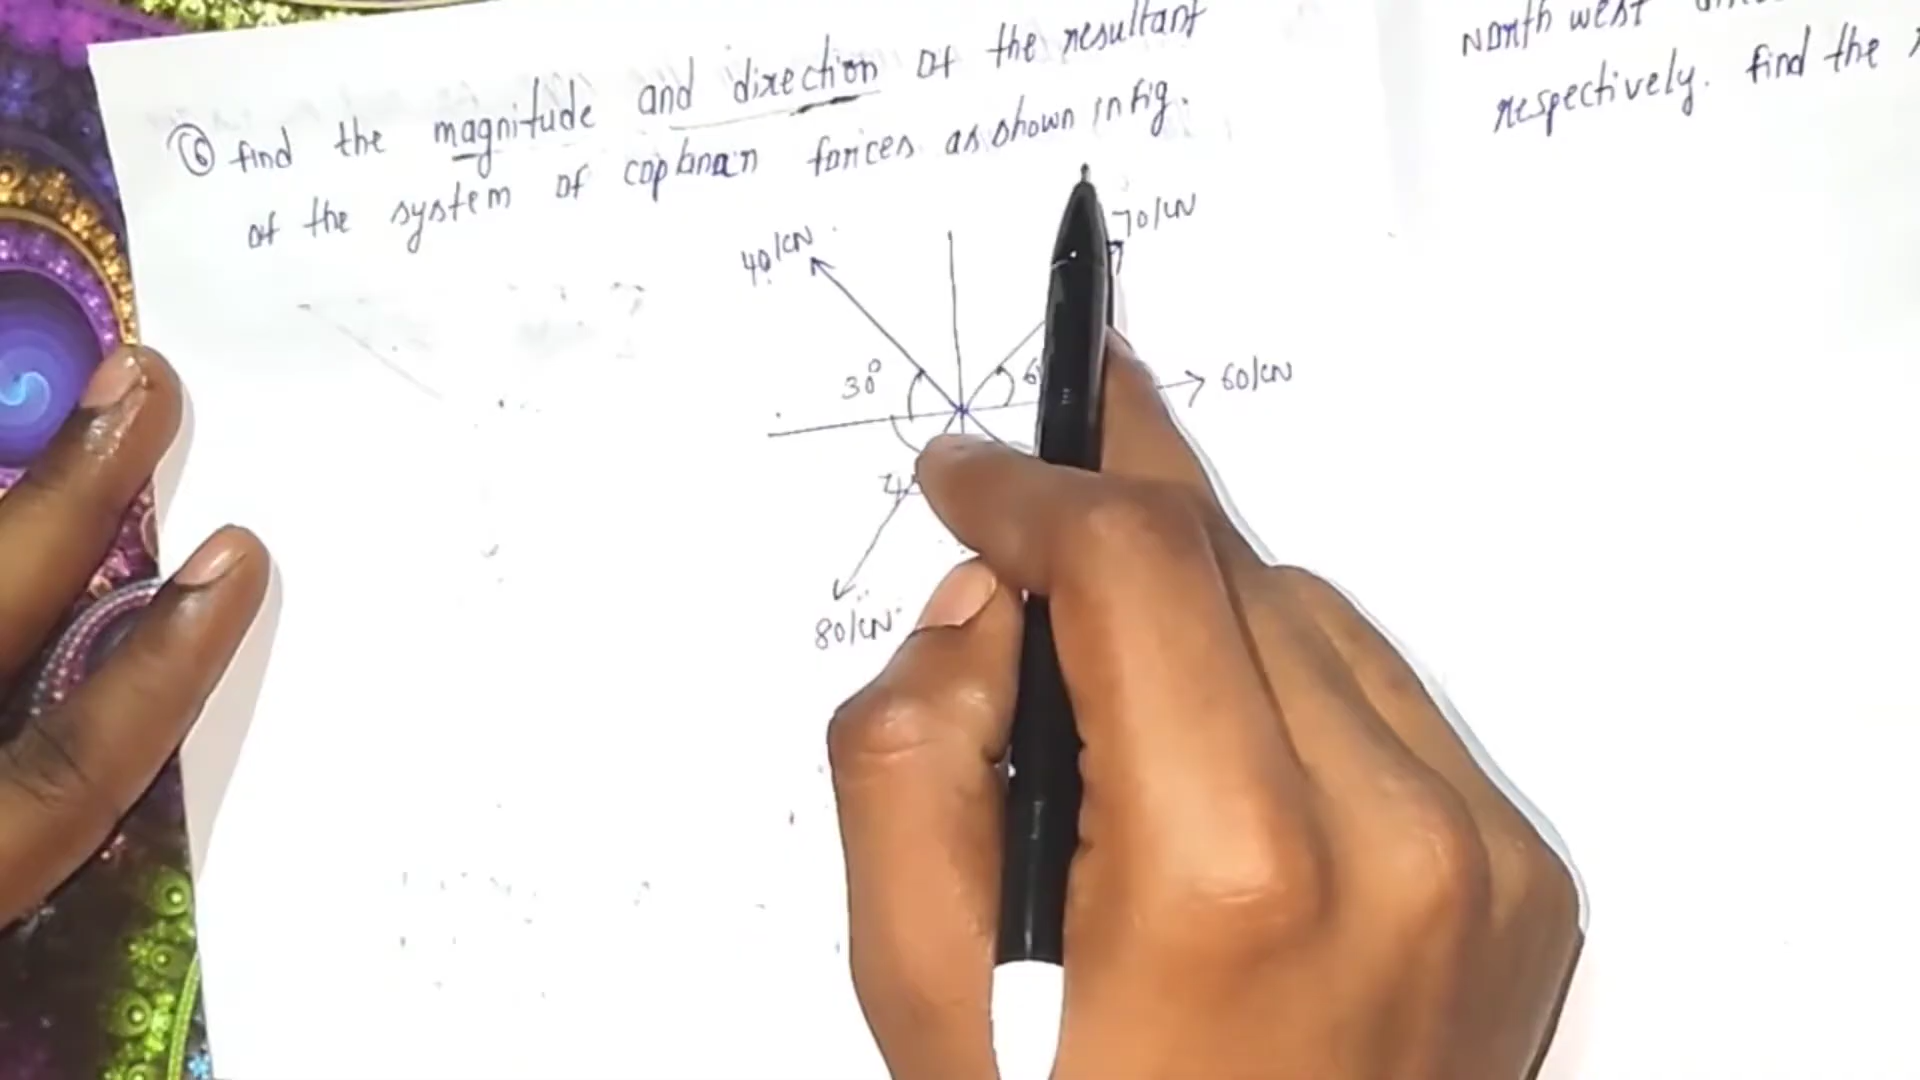 ⑥ find the magnitude and direction of the resultant
of the system of coplanar forces as shown in fig.
North west
respectively. find the
40KN
70KN
30°
60KN
80KN